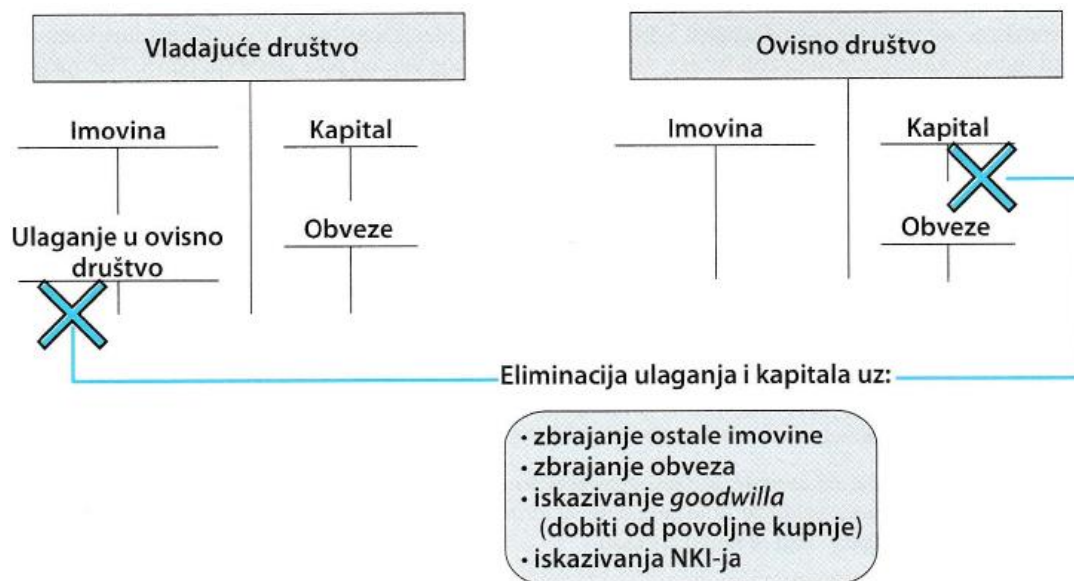 Vladajuće društvo
Imovina
Kapital
Ulaganje u ovisno
društvo
Obveze
Ovisno društvo
Imovina
Kapital
Obveze
Eliminacija ulaganja i kapitala uz:
• zbrajanje ostale imovine
• zbrajanje obveza
• iskazivanje goodwilla
(dobiti od povoljne kupnje)
• iskazivanja NKI-ja